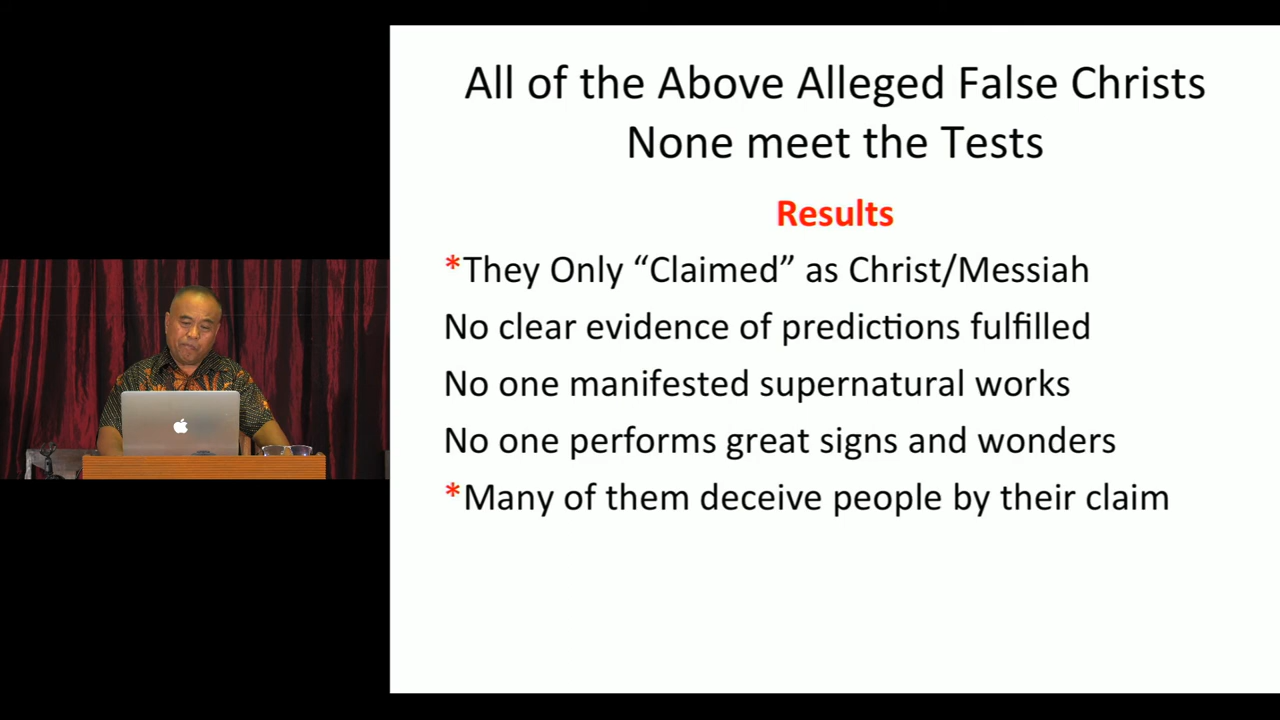 All of the Above Alleged False Christs
None meet the Tests
Results
*They Only “Claimed” as Christ/Messiah
No clear evidence of predictions fulfilled
No one manifested supernatural works
No one performs great signs and wonders
*Many of them deceive people by their claim